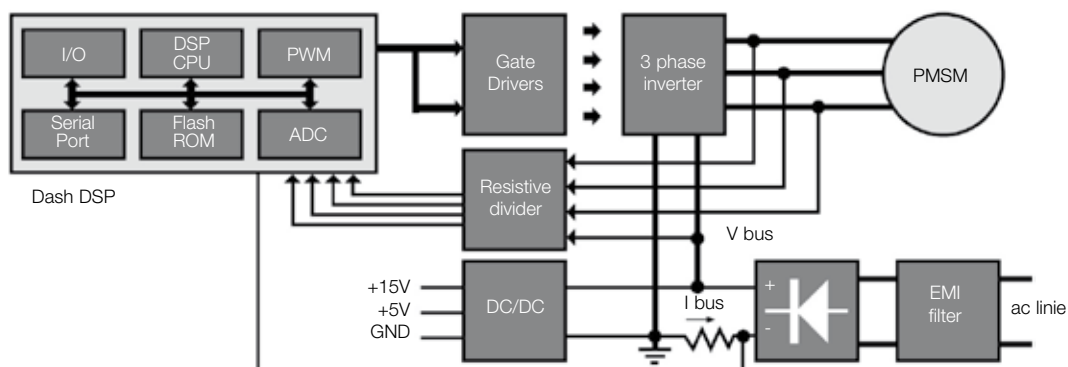 I/O
DSP
CPU
PWM
Serial
Port
Flash
ROM
ADC
Dash DSP
Gate
Drivers
3 phase
inverter
PMSM
Resistive
divider
V bus
+15V
+5V
GND
DC/DC
I bus
+
-
EMI
filter
ac linie